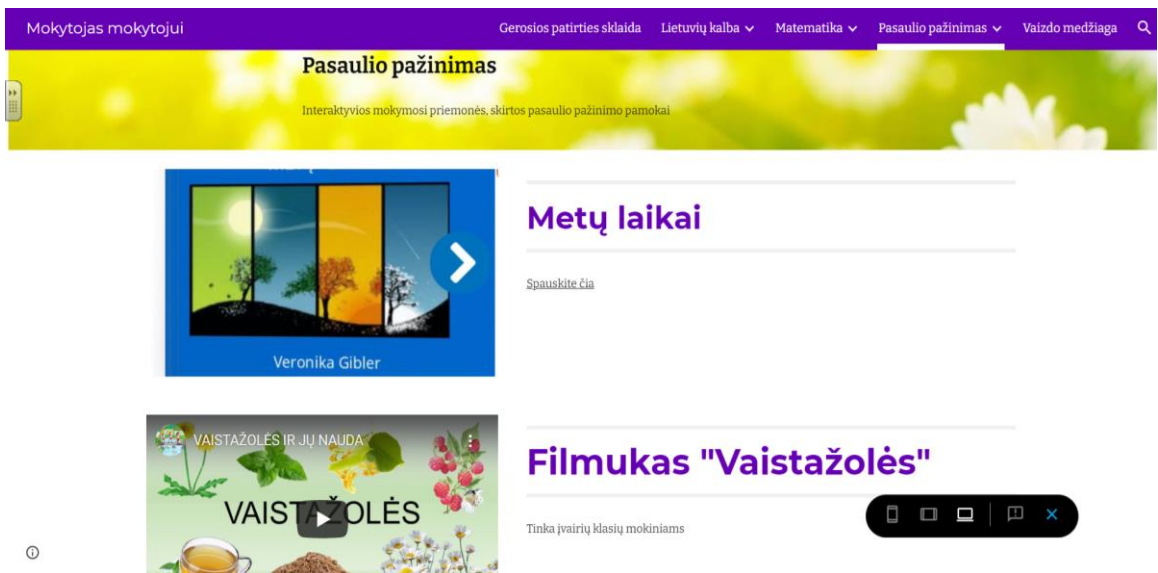 Mokytojas mokytojui
Gerosios patirties sklaida Lietuvių kalba Matematika Pasaulio pažinimas Vaizdo medžiaga
Pasaulio pažinimas
Interaktyvios mokymosi priemonės, skirtos pasaulio pažinimo pamokai
Veronika Gibler
Metų laikai
Spauskite čia
VAISTAŽOLĖS IR JŲ NAUDA
VAISTAŽOLĖS
Filmukas "Vaistažolės"
Tinka įvairių klasių mokiniams